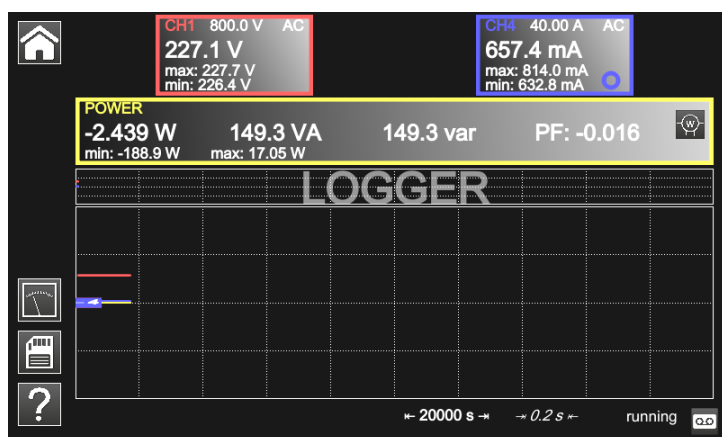 CH1 800.0 V AC
227.1 V
max: 227.7 V
min: 226.4 V
CH4 40.00 A AC
657.4 mA
max: 814.0 mA
min: 632.8 mA
POWER
-2.439 W 149.3 VA 149.3 var PF: -0.016
min: -188.9 W max: 17.05 W
W
LOGGER
?
20000 s 0.2 s running